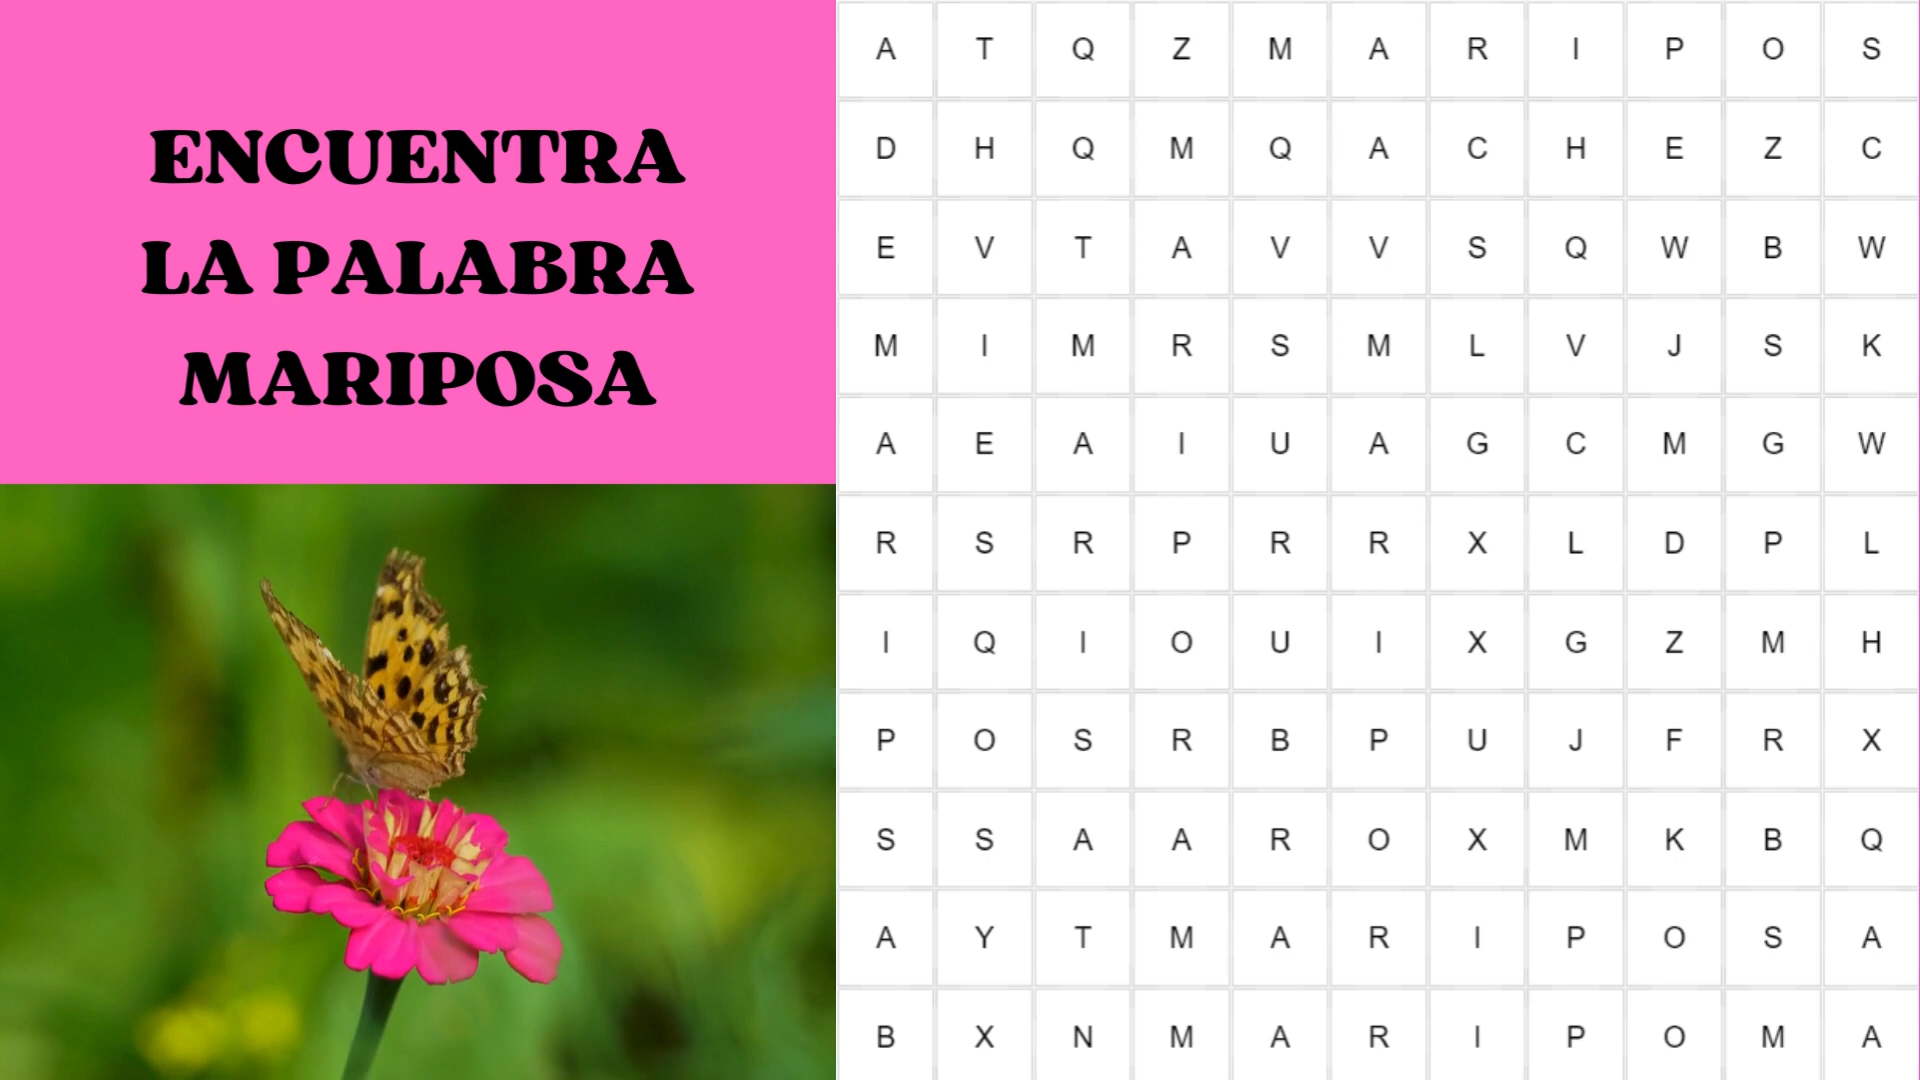 ENCUENTRA
LA PALABRA
MARIPOSA
A T Q Z M A R I P O S
D H Q M Q A C H E Z C
E V T A V V S Q W B W
M I M R S M L V J S K
A E A I U A G C M G W
R S R P R R X L D P L
I Q I O U I X G Z M H
P O S R B P U J F R X
S S A A R O X M K B Q
A Y T M A R I P O S A
B X N M A R I P O M A